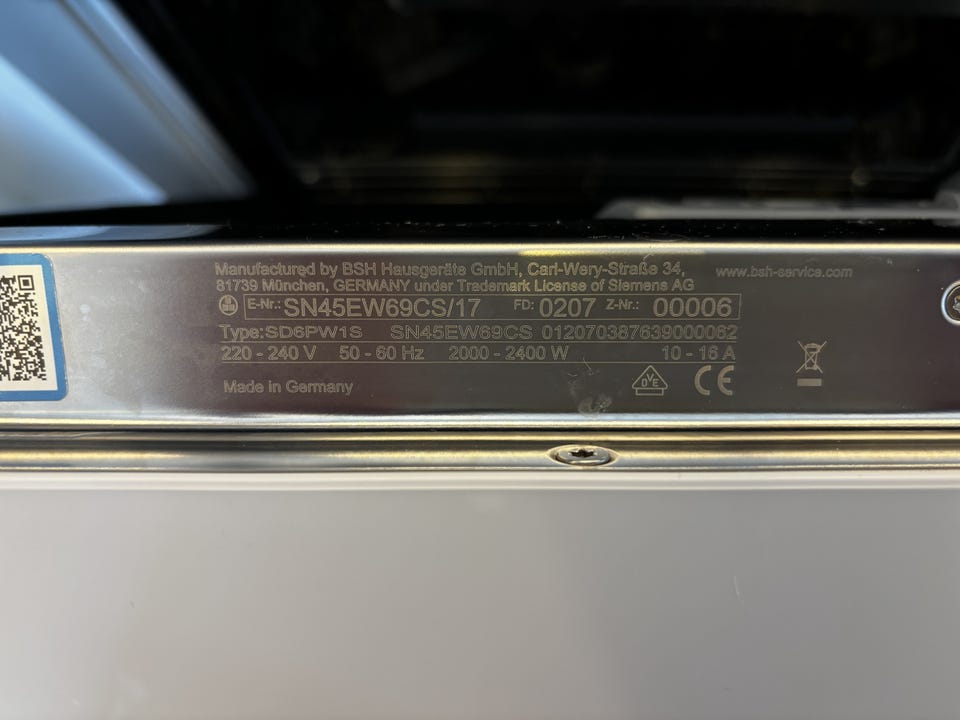 Manufactured by BSH Hausgeräte GmbH, Carl-Wery-Straße 34, www.bsh-service.com
81739 München, GERMANY under Trademark License of Siemens AG
E-Nr.: SN45EW69CS/17 FD: 0207 Z-Nr.: 00006
Type:SD6PW1S SN45EW69CS 012070387639000062
220 - 240 V 50 - 60 Hz 2000 - 2400 W 10 - 16 A
Made in Germany DVE CE